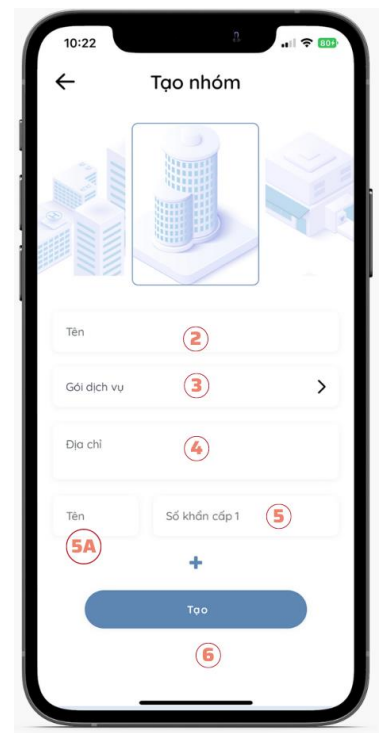 10:22
80
Tạo nhóm
Tên
2
Gói dịch vụ
3
Địa chỉ
4
Tên
Số khẩn cấp 1
5
5A
Tạo
6